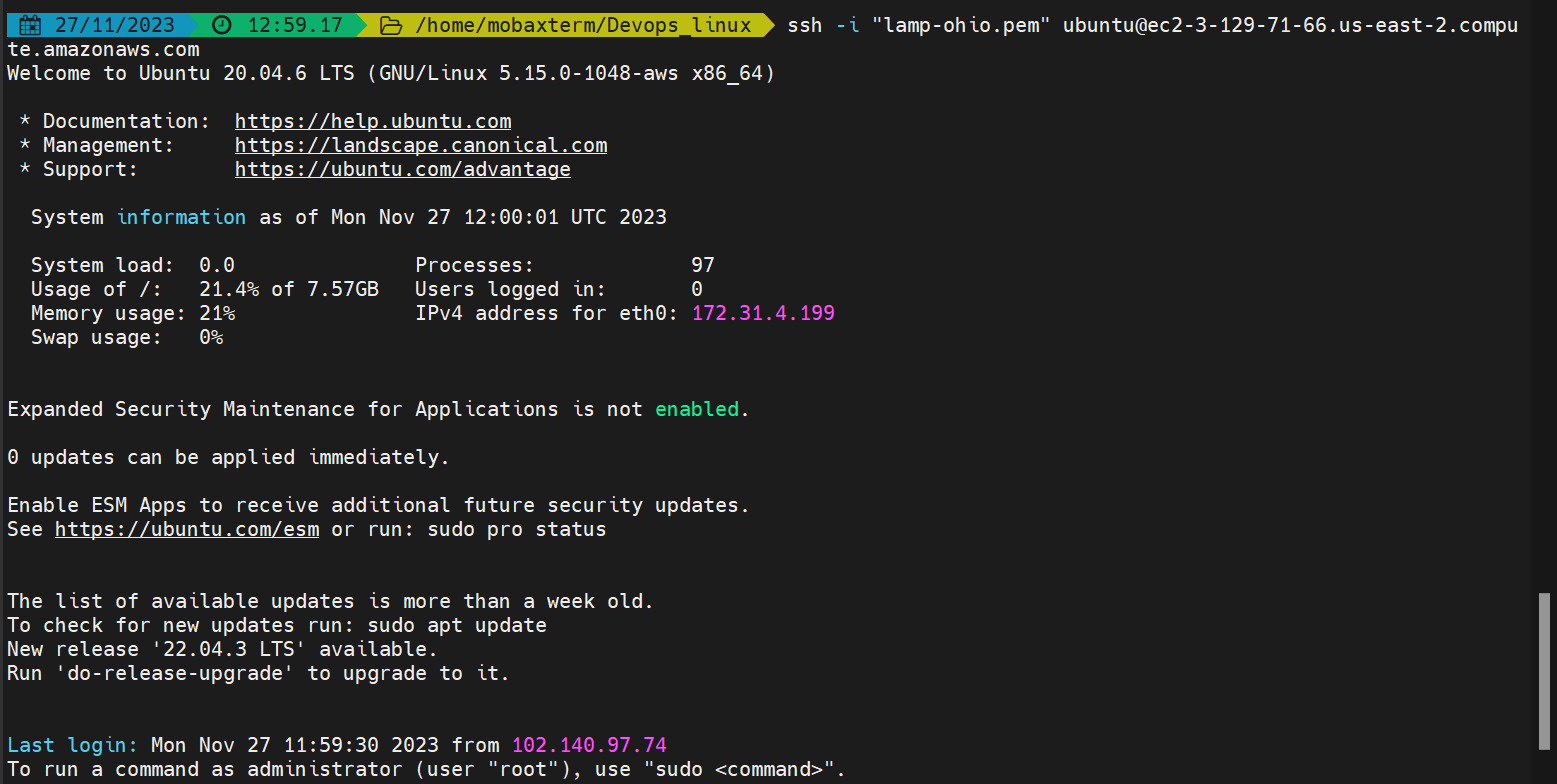 27/11/2023 12:59.17 /home/mobaxterm/Devops_linux ssh -i "lamp-ohio.pem" ubuntu@ec2-3-129-71-66.us-east-2.compu
te.amazonaws.com
Welcome to Ubuntu 20.04.6 LTS (GNU/Linux 5.15.0-1048-aws x86_64)
* Documentation: https://help.ubuntu.com
* Management: https://landscape.canonical.com
* Support: https://ubuntu.com/advantage
System information as of Mon Nov 27 12:00:01 UTC 2023
System load: 0.0 Processes: 97
Usage of /: 21.4% of 7.57GB Users logged in: 0
Memory usage: 21% IPv4 address for eth0: 172.31.4.199
Swap usage: 0%
Expanded Security Maintenance for Applications is not enabled.
0 updates can be applied immediately.
Enable ESM Apps to receive additional future security updates.
See https://ubuntu.com/esm or run: sudo pro status
The list of available updates is more than a week old.
To check for new updates run: sudo apt update
New release '22.04.3 LTS' available.
Run 'do-release-upgrade' to upgrade to it.
Last login: Mon Nov 27 11:59:30 2023 from 102.140.97.74
To run a command as administrator (user "root"), use "sudo <command>".